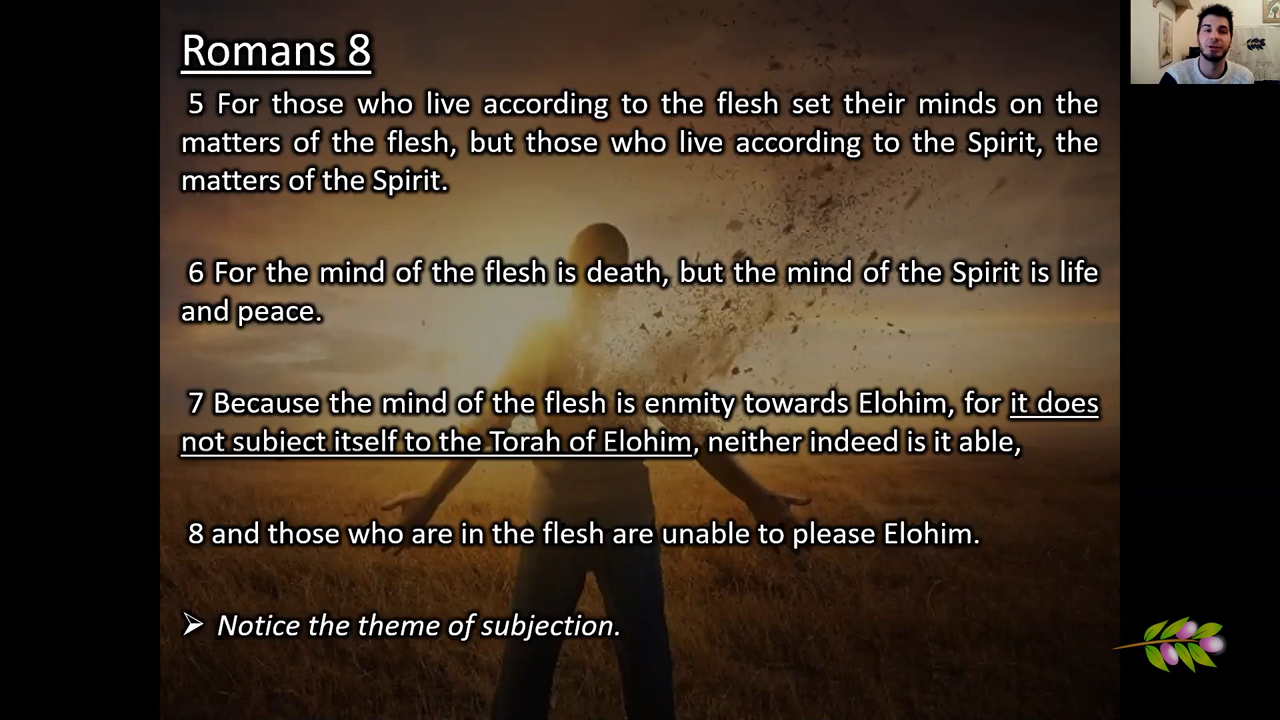 Romans 8
5 For those who live according to the flesh set their minds on the
matters of the flesh, but those who live according to the Spirit, the
matters of the Spirit.
6 For the mind of the flesh is death, but the mind of the Spirit is life
and peace.
7 Because the mind of the flesh is enmity towards Elohim, for it does
not subject itself to the Torah of Elohim, neither indeed is it able,
8 and those who are in the flesh are unable to please Elohim.
➢ Notice the theme of subjection.